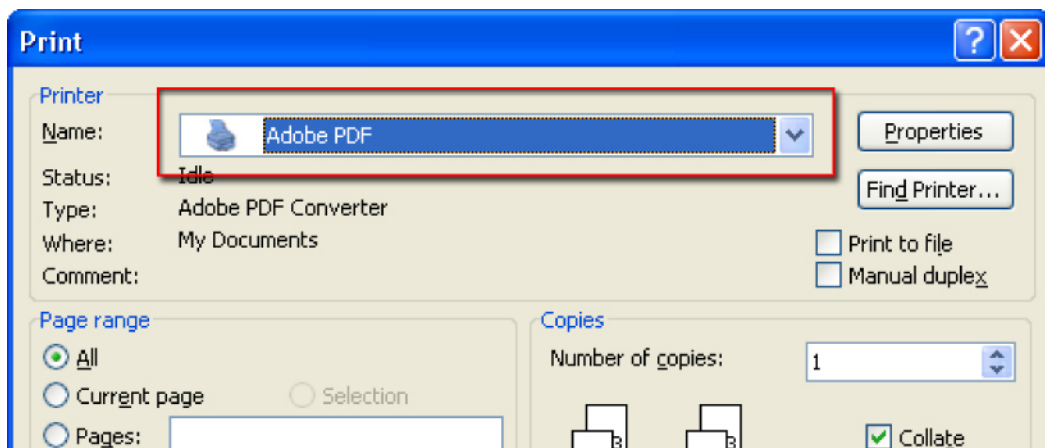 Print
Printer
Name: Adobe PDF Properties
Status: Idle Find Printer...
Type: Adobe PDF Converter
Where: My Documents Print to file
Comment: Manual duplex
Page range Copies
All Number of copies: 1
Current page Selection
Pages: Collate